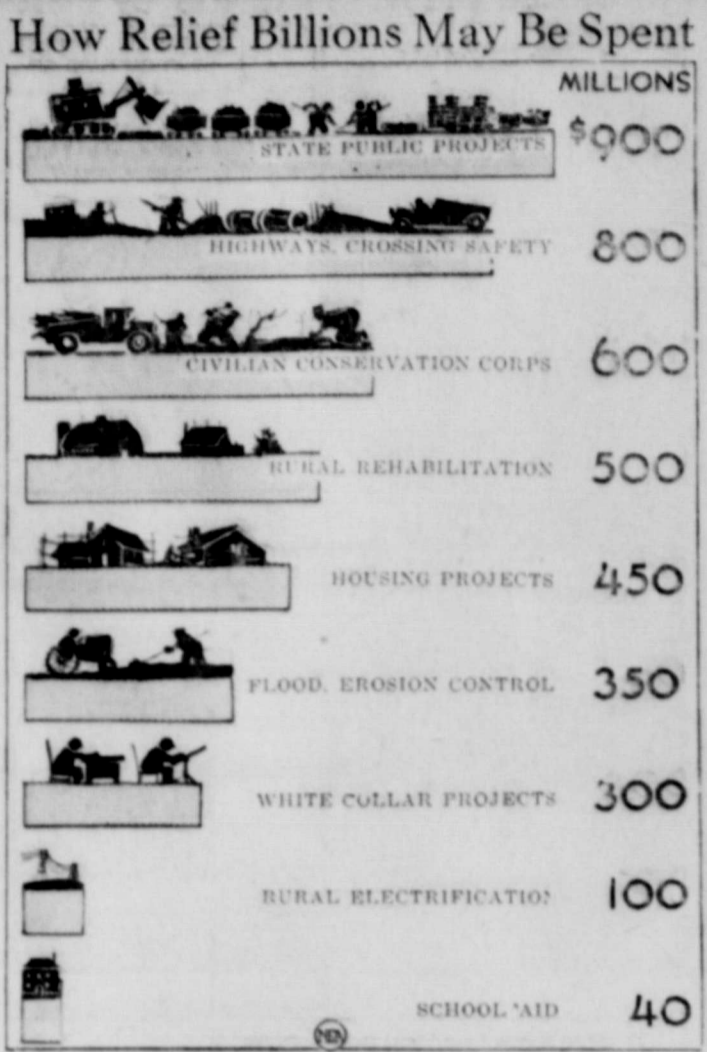 How Relief Billions May Be Spent
MILLIONS
STATE PUBLIC PROJECTS $900
HIGHWAYS, CROSSING SAFETY 800
CIVILIAN CONSERVATION CORPS 600
RURAL REHABILITATION 500
HOUSING PROJECTS 450
FLOOD, EROSION CONTROL 350
WHITE COLLAR PROJECTS 300
RURAL ELECTRIFICATION 100
SCHOOL AID 40
NEA